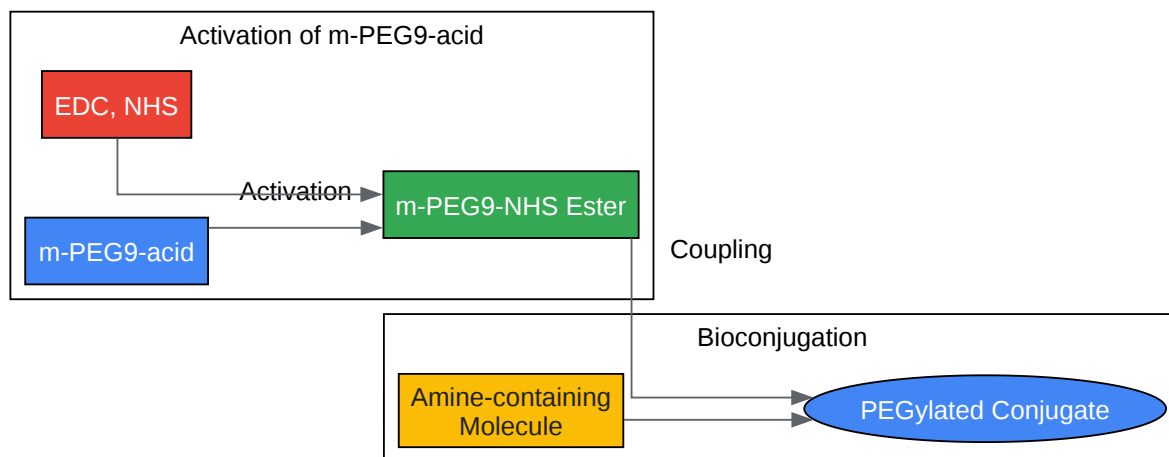 Activation of m-PEG9-acid
EDC, NHS
Activation
m-PEG9-NHS Ester
m-PEG9-acid
Coupling
Bioconjugation
Amine-containing
Molecule
PEGylated Conjugate